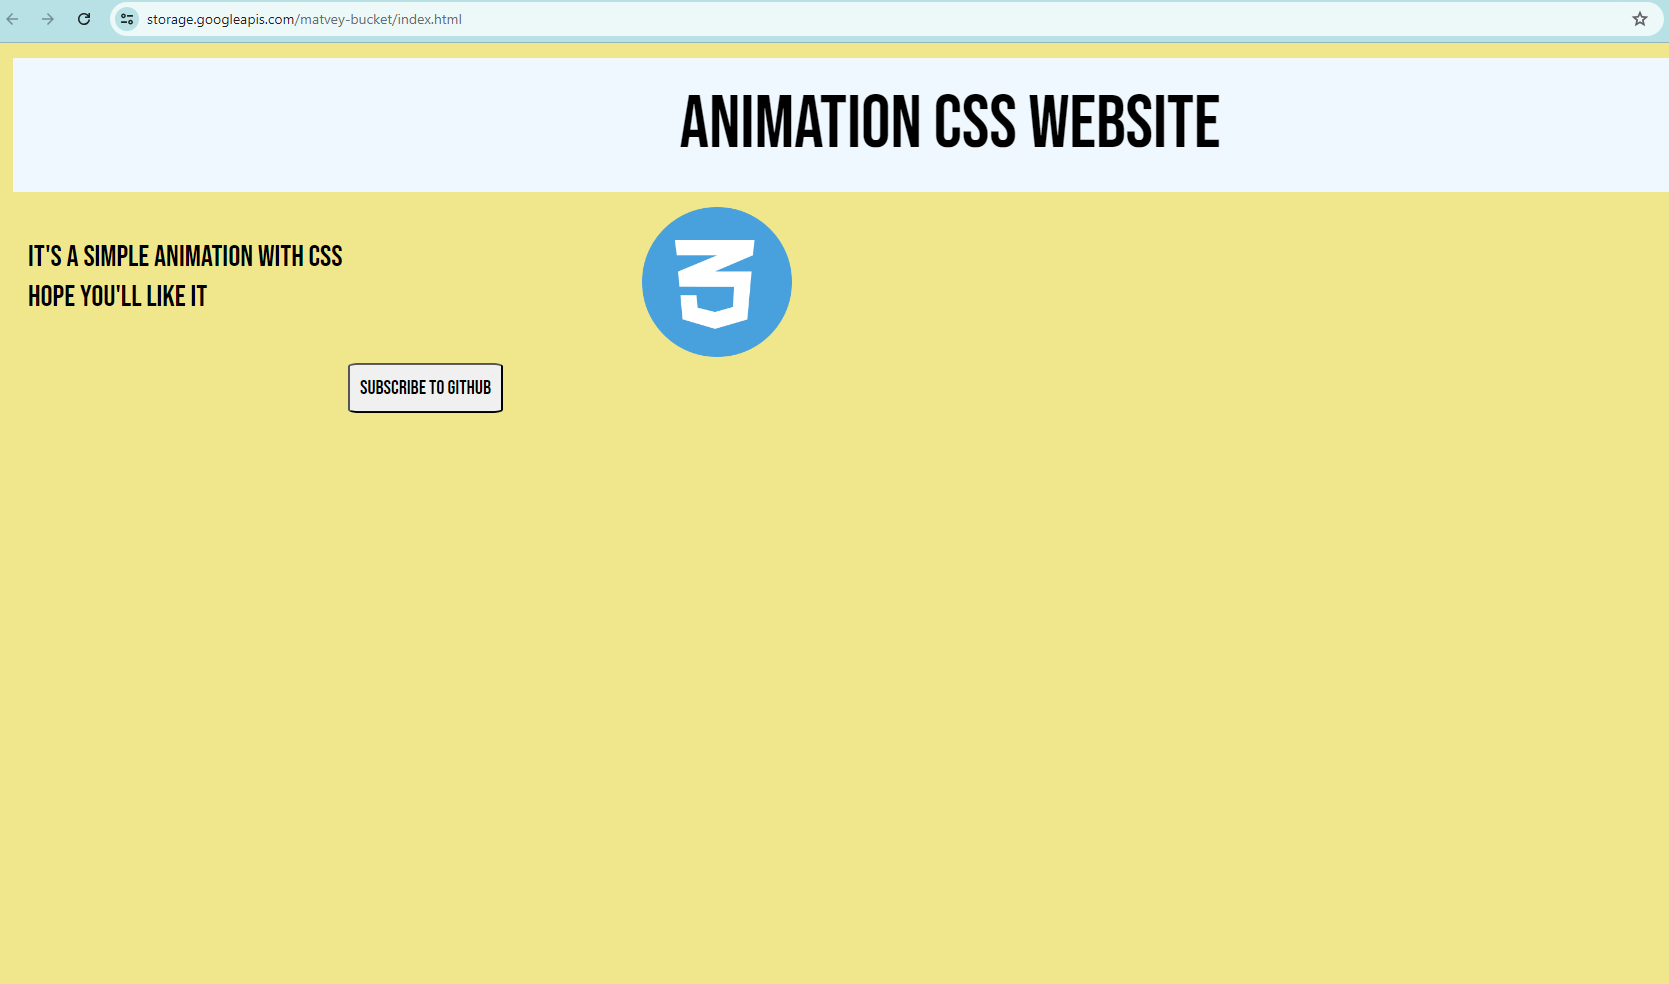 storage.googleapis.com/matvey-bucket/index.html
ANIMATION CSS WEBSITE
IT'S A SIMPLE ANIMATION WITH CSS
HOPE YOU'LL LIKE IT
3
SUBSCRIBE TO GITHUB